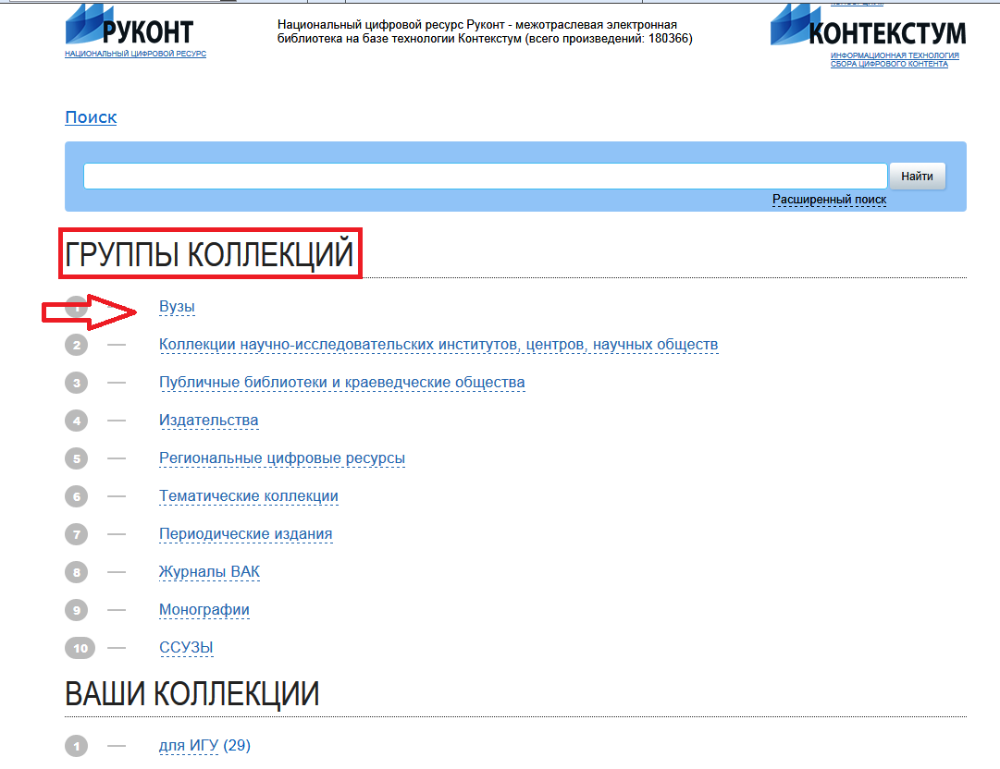 РУКОНТ
НАЦИОНАЛЬНЫЙ ЦИФРОВОЙ РЕСУРС
Национальный цифровой ресурс Руконт - межотраслевая электронная
библиотека на базе технологии Контекстум (всего произведений: 180366)
КОНТЕКСТУМ
ИНФОРМАЦИОННАЯ ТЕХНОЛОГИЯ
СБОРА ЦИФРОВОГО КОНТЕНТА
Поиск
Найти
Расширенный поиск
ГРУППЫ КОЛЛЕКЦИЙ
1 — Вузы
2 — Коллекции научно-исследовательских институтов, центров, научных обществ
3 — Публичные библиотеки и краеведческие общества
4 — Издательства
5 — Региональные цифровые ресурсы
6 — Тематические коллекции
7 — Периодические издания
8 — Журналы ВАК
9 — Монографии
10 — ССУЗЫ
ВАШИ КОЛЛЕКЦИИ
1 — для ИГУ (29)